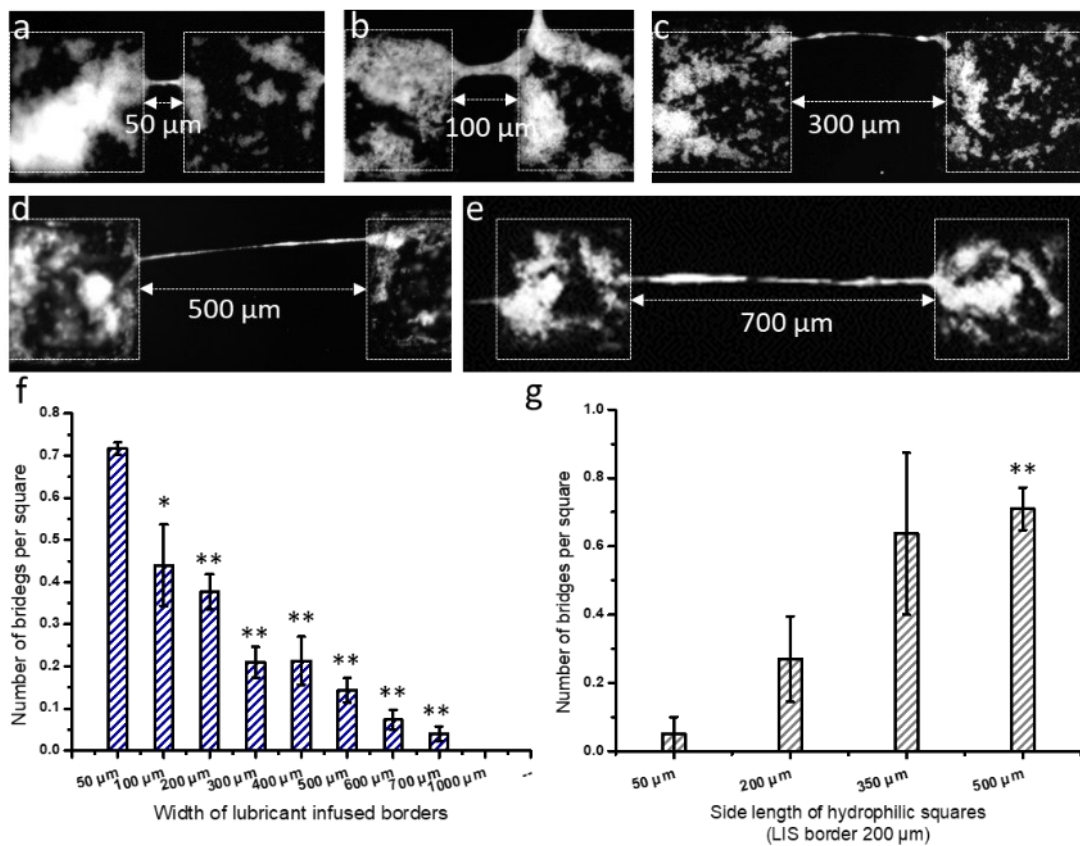 a
50 μm
b
100 μm
c
300 μm
d
500 μm
e
700 μm
f
Number of bridegs per square
0.8
0.7
0.6
0.5
0.4
0.3
0.2
0.1
0.0
*
**
**
**
**
**
**
50 μm
100 μm
200 μm
300 μm
400 μm
500 μm
600 μm
700 μm
1000 μm
--
Width of lubricant infused borders
g
Number of bridges per square
1.0
0.8
0.6
0.4
0.2
0.0
**
50 μm
200 μm
350 μm
500 μm
Side length of hydrophilic squares
(LIS border 200 μm)